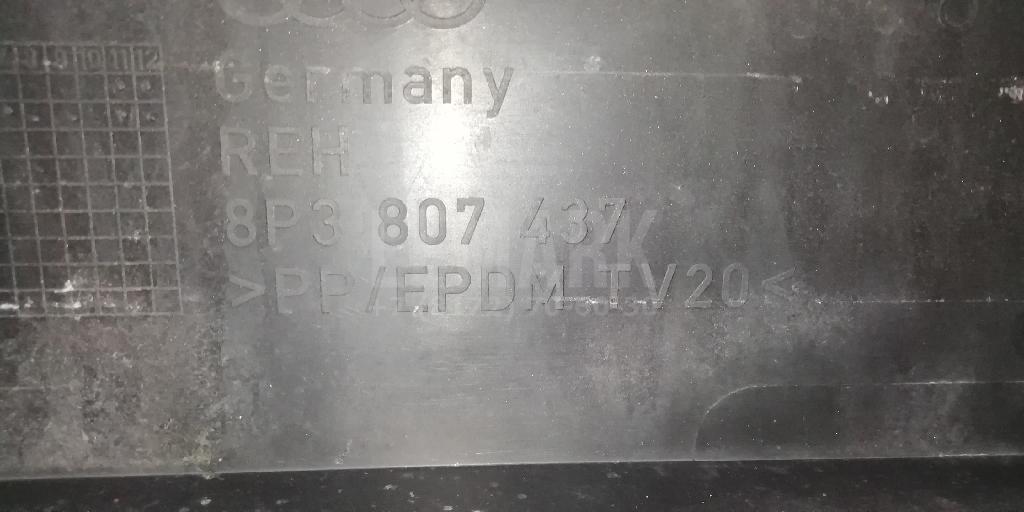 Germany
REH
8P3 807 437
>PP/EPDM TV20<